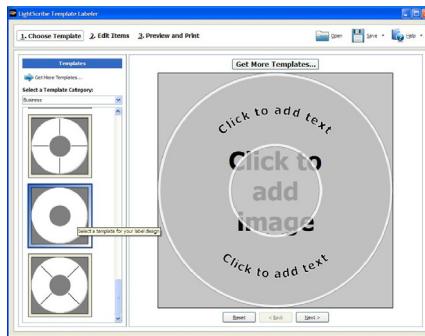 LightScribe Template Labeler
1. Choose Template 2. Edit Items 3. Preview and Print Open Save Help
Templates
Get More Templates...
Get More Templates...
Select a Template Category:
Business
Click to add text
Click to
add
image
Select a template for your label design
Click to add text
Reset < Back Next >